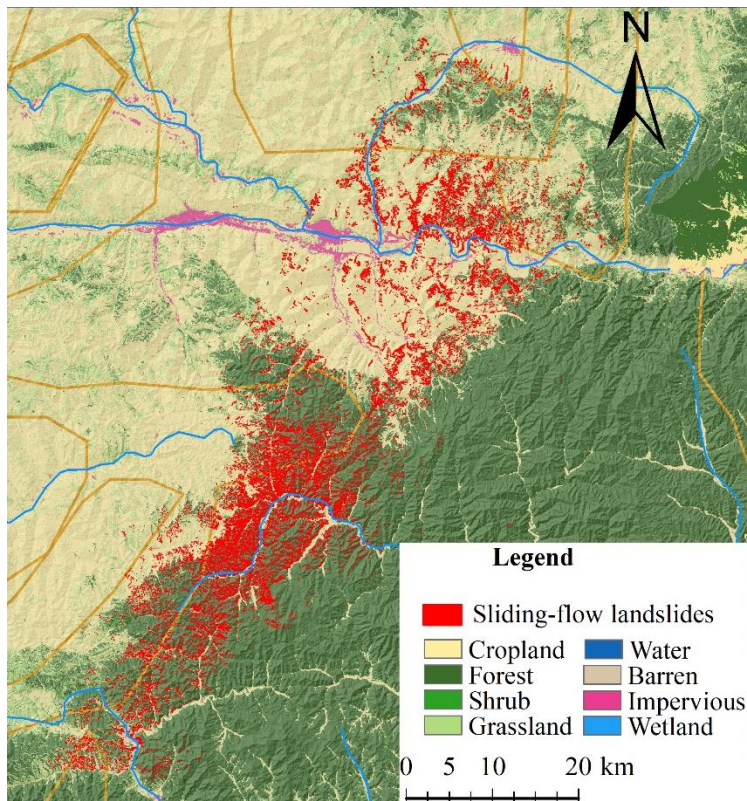 N
Legend
Sliding-flow landslides
Cropland Water
Forest Barren
Shrub Impervious
Grassland Wetland
0 5 10 20 km